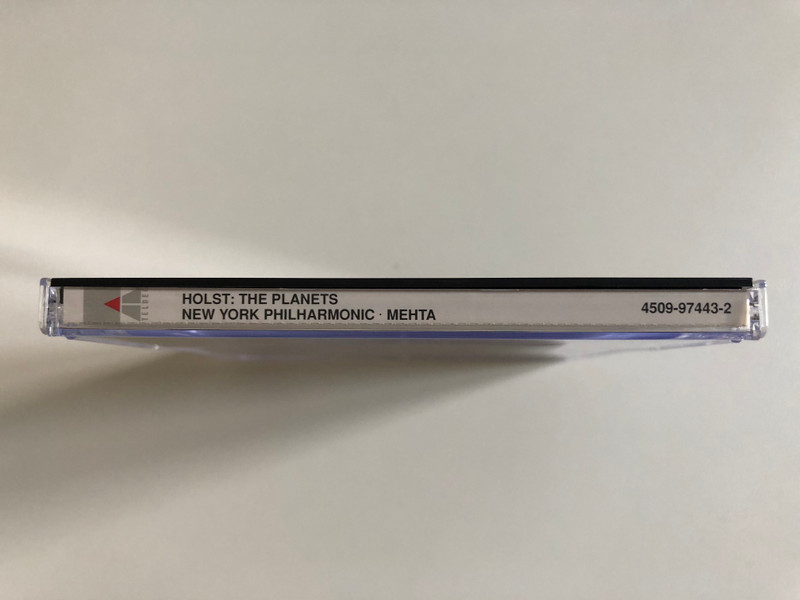 HOLST: THE PLANETS
NEW YORK PHILHARMONIC · MEHTA
4509-97443-2